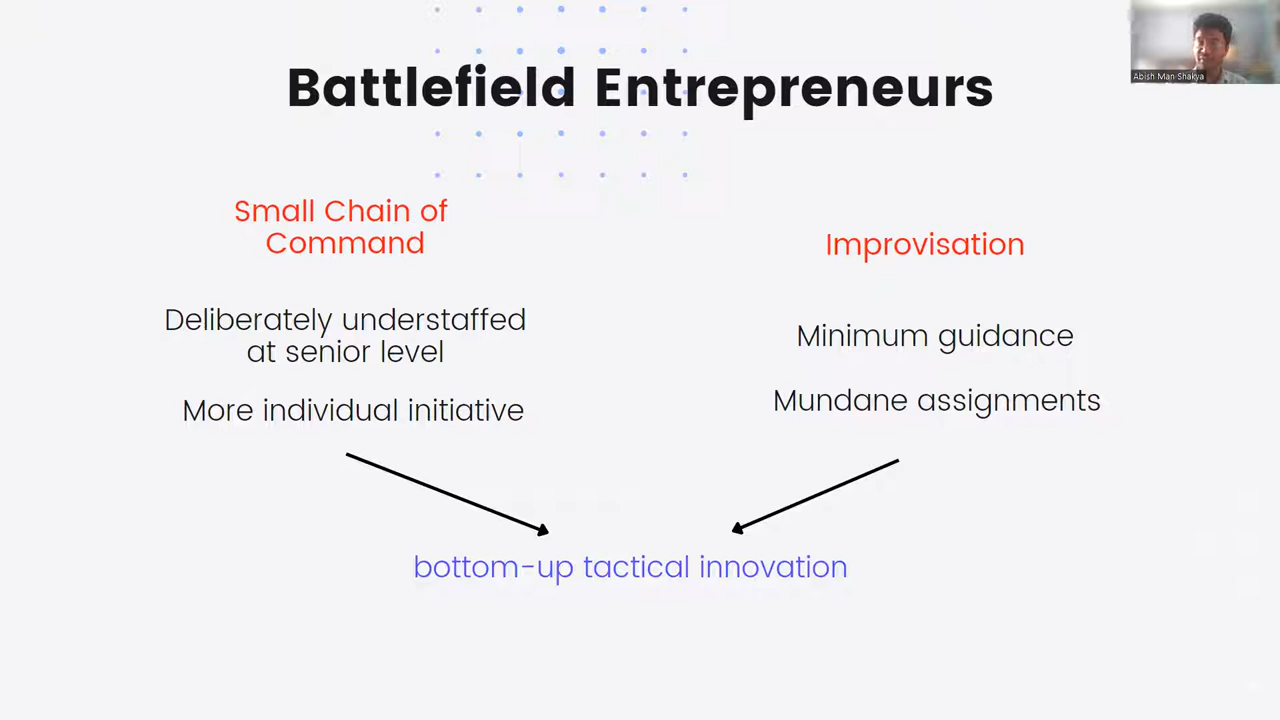 Battlefield Entrepreneurs
Abish Man Shakya
Small Chain of
Command
Deliberately understaffed
at senior level
More individual initiative
Improvisation
Minimum guidance
Mundane assignments
bottom-up tactical innovation